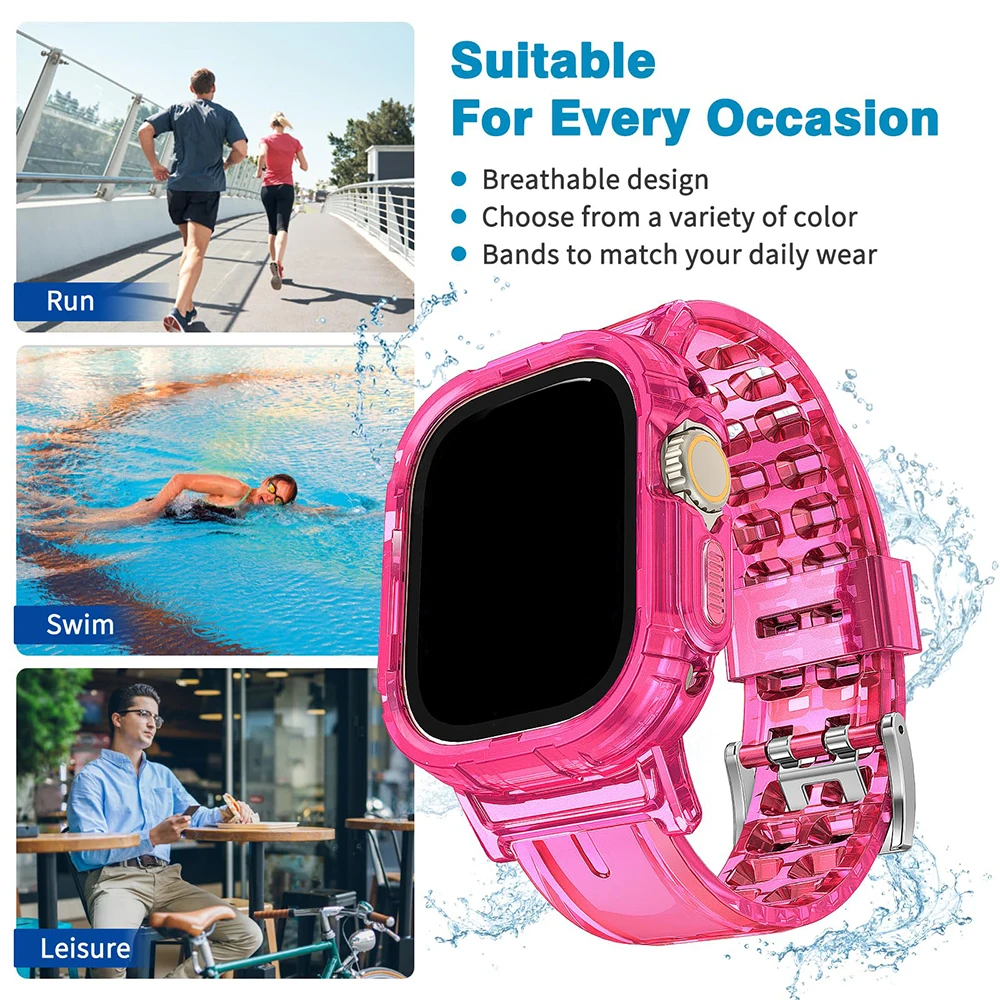 Suitable
For Every Occasion
Breathable design
Choose from a variety of color
Bands to match your daily wear
Run
Swim
Leisure